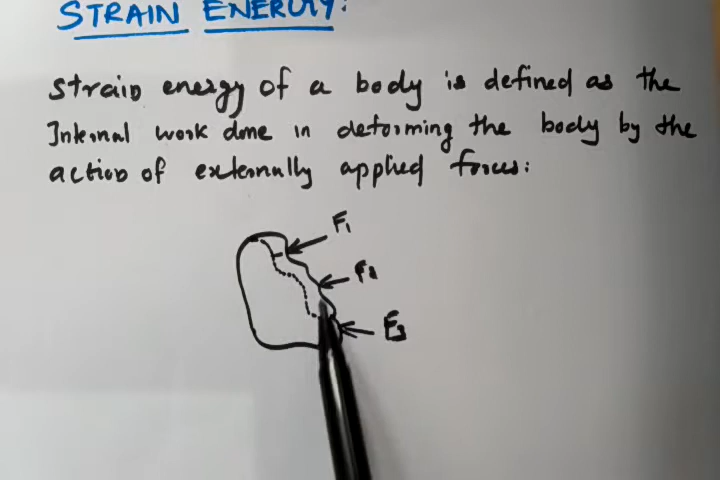 STRAIN ENERGY:
Strain energy of a body is defined as the
Internal work done in deforming the body by the
action of externally applied forces:
F1
F2
F3